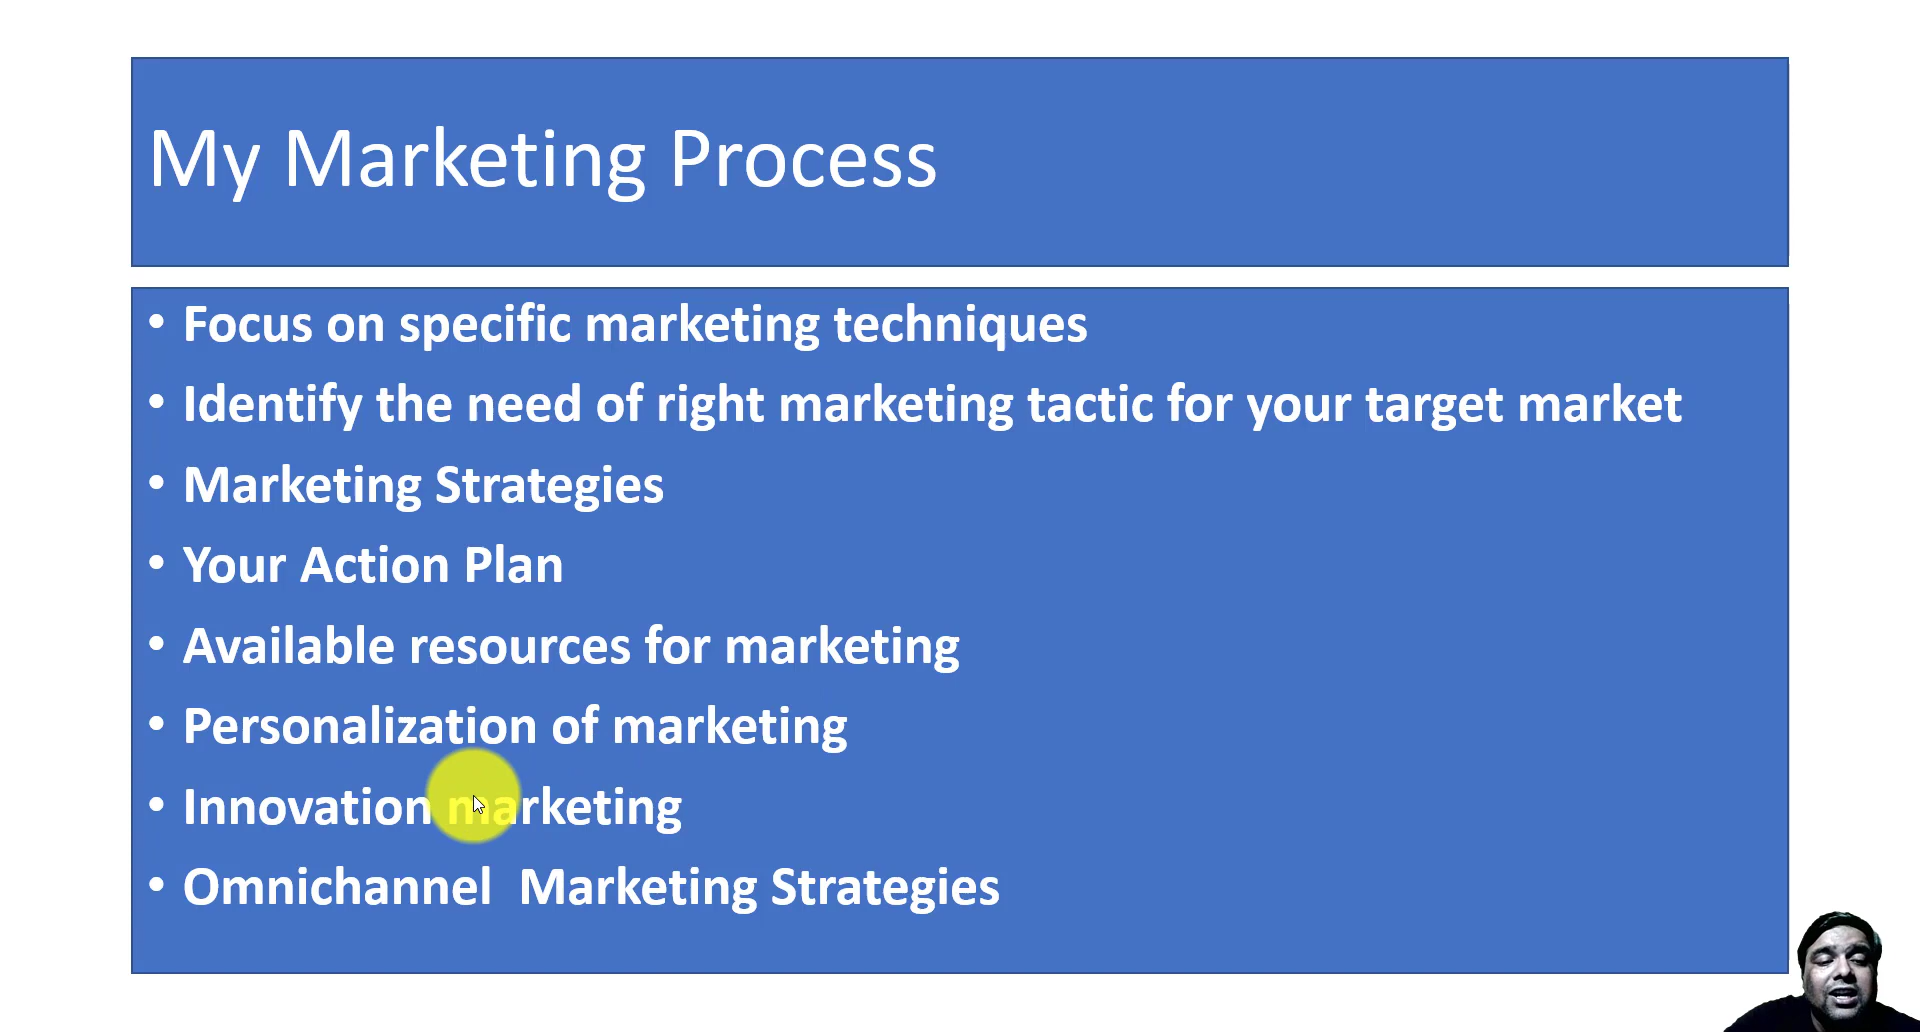 My Marketing Process
• Focus on specific marketing techniques
• Identify the need of right marketing tactic for your target market
• Marketing Strategies
• Your Action Plan
• Available resources for marketing
• Personalization of marketing
• Innovation marketing
• Omnichannel  Marketing Strategies